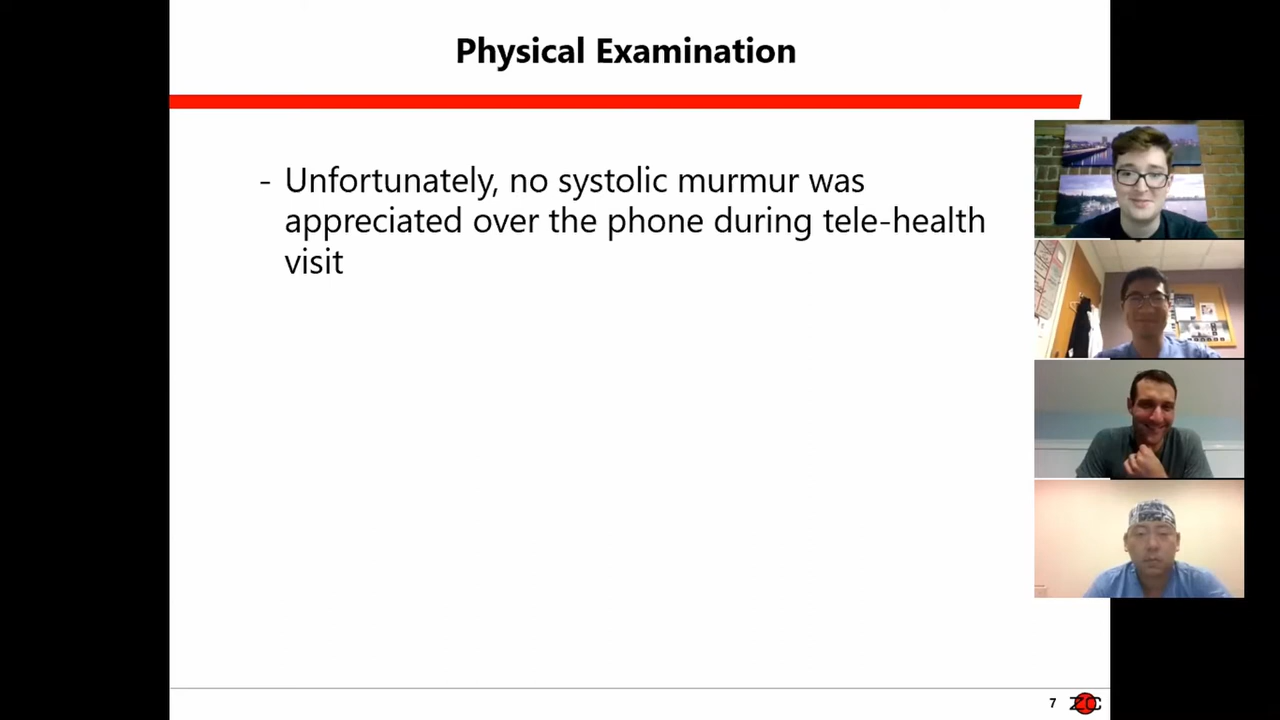 Physical Examination
- Unfortunately, no systolic murmur was
appreciated over the phone during tele-health
visit
7